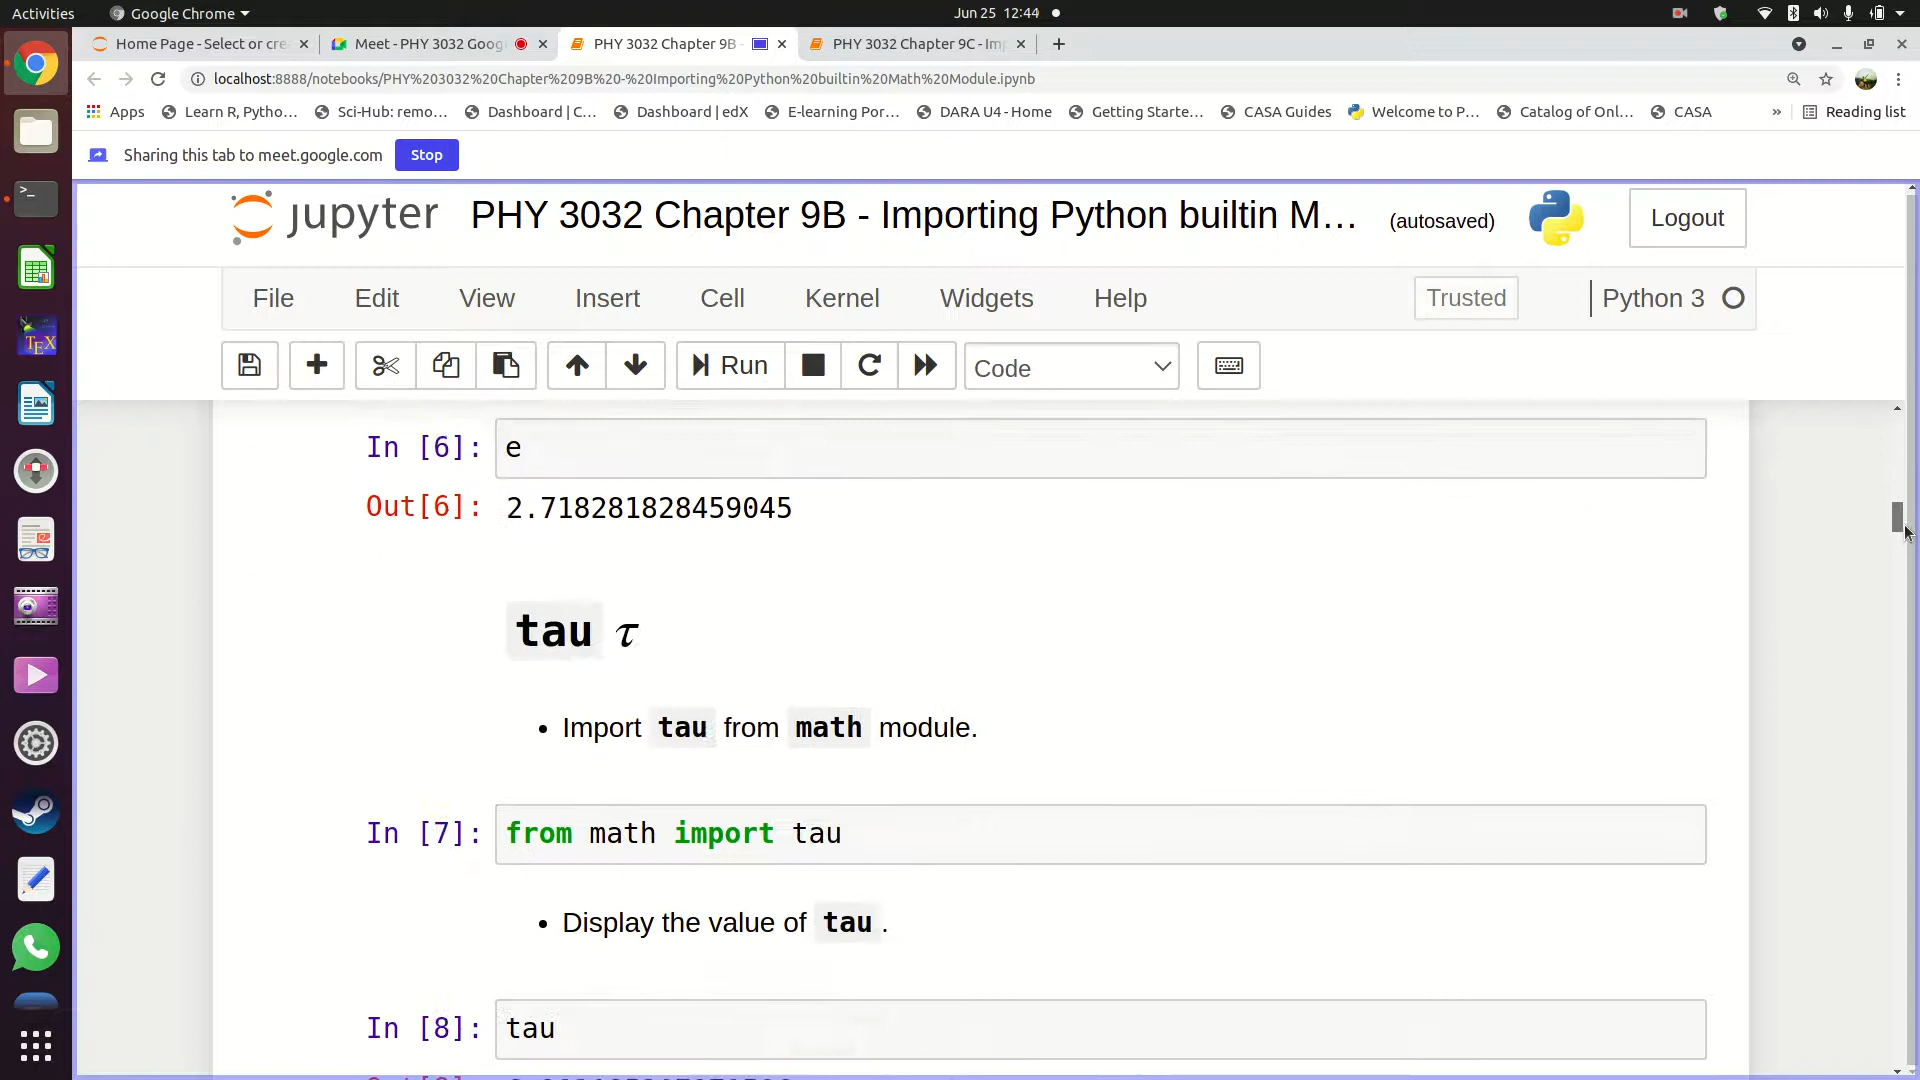 Activities
Google Chrome
Jun 25 12:44
Home Page - Select or cre
Meet - PHY 3032 Goog
PHY 3032 Chapter 9B -
PHY 3032 Chapter 9C - Im
localhost:8888/notebooks/PHY%203032%20Chapter%209B%20-%20Importing%20Python%20builtin%20Math%20Module.ipynb
Apps
Learn R, Pytho...
Sci-Hub: remo...
Dashboard | C...
Dashboard | edX
E-learning Por...
DARA U4 - Home
Getting Starte...
CASA Guides
Welcome to P...
Catalog of Onl...
CASA
»
Reading list
Sharing this tab to meet.google.com
Stop
jupyter
PHY 3032 Chapter 9B - Importing Python builtin M...
(autosaved)
Logout
File
Edit
View
Insert
Cell
Kernel
Widgets
Help
Trusted
Python 3
Run
Code
In [6]: e
Out[6]: 2.718281828459045
tau τ
• Import tau from math module.
In [7]: from math import tau
• Display the value of tau.
In [8]: tau